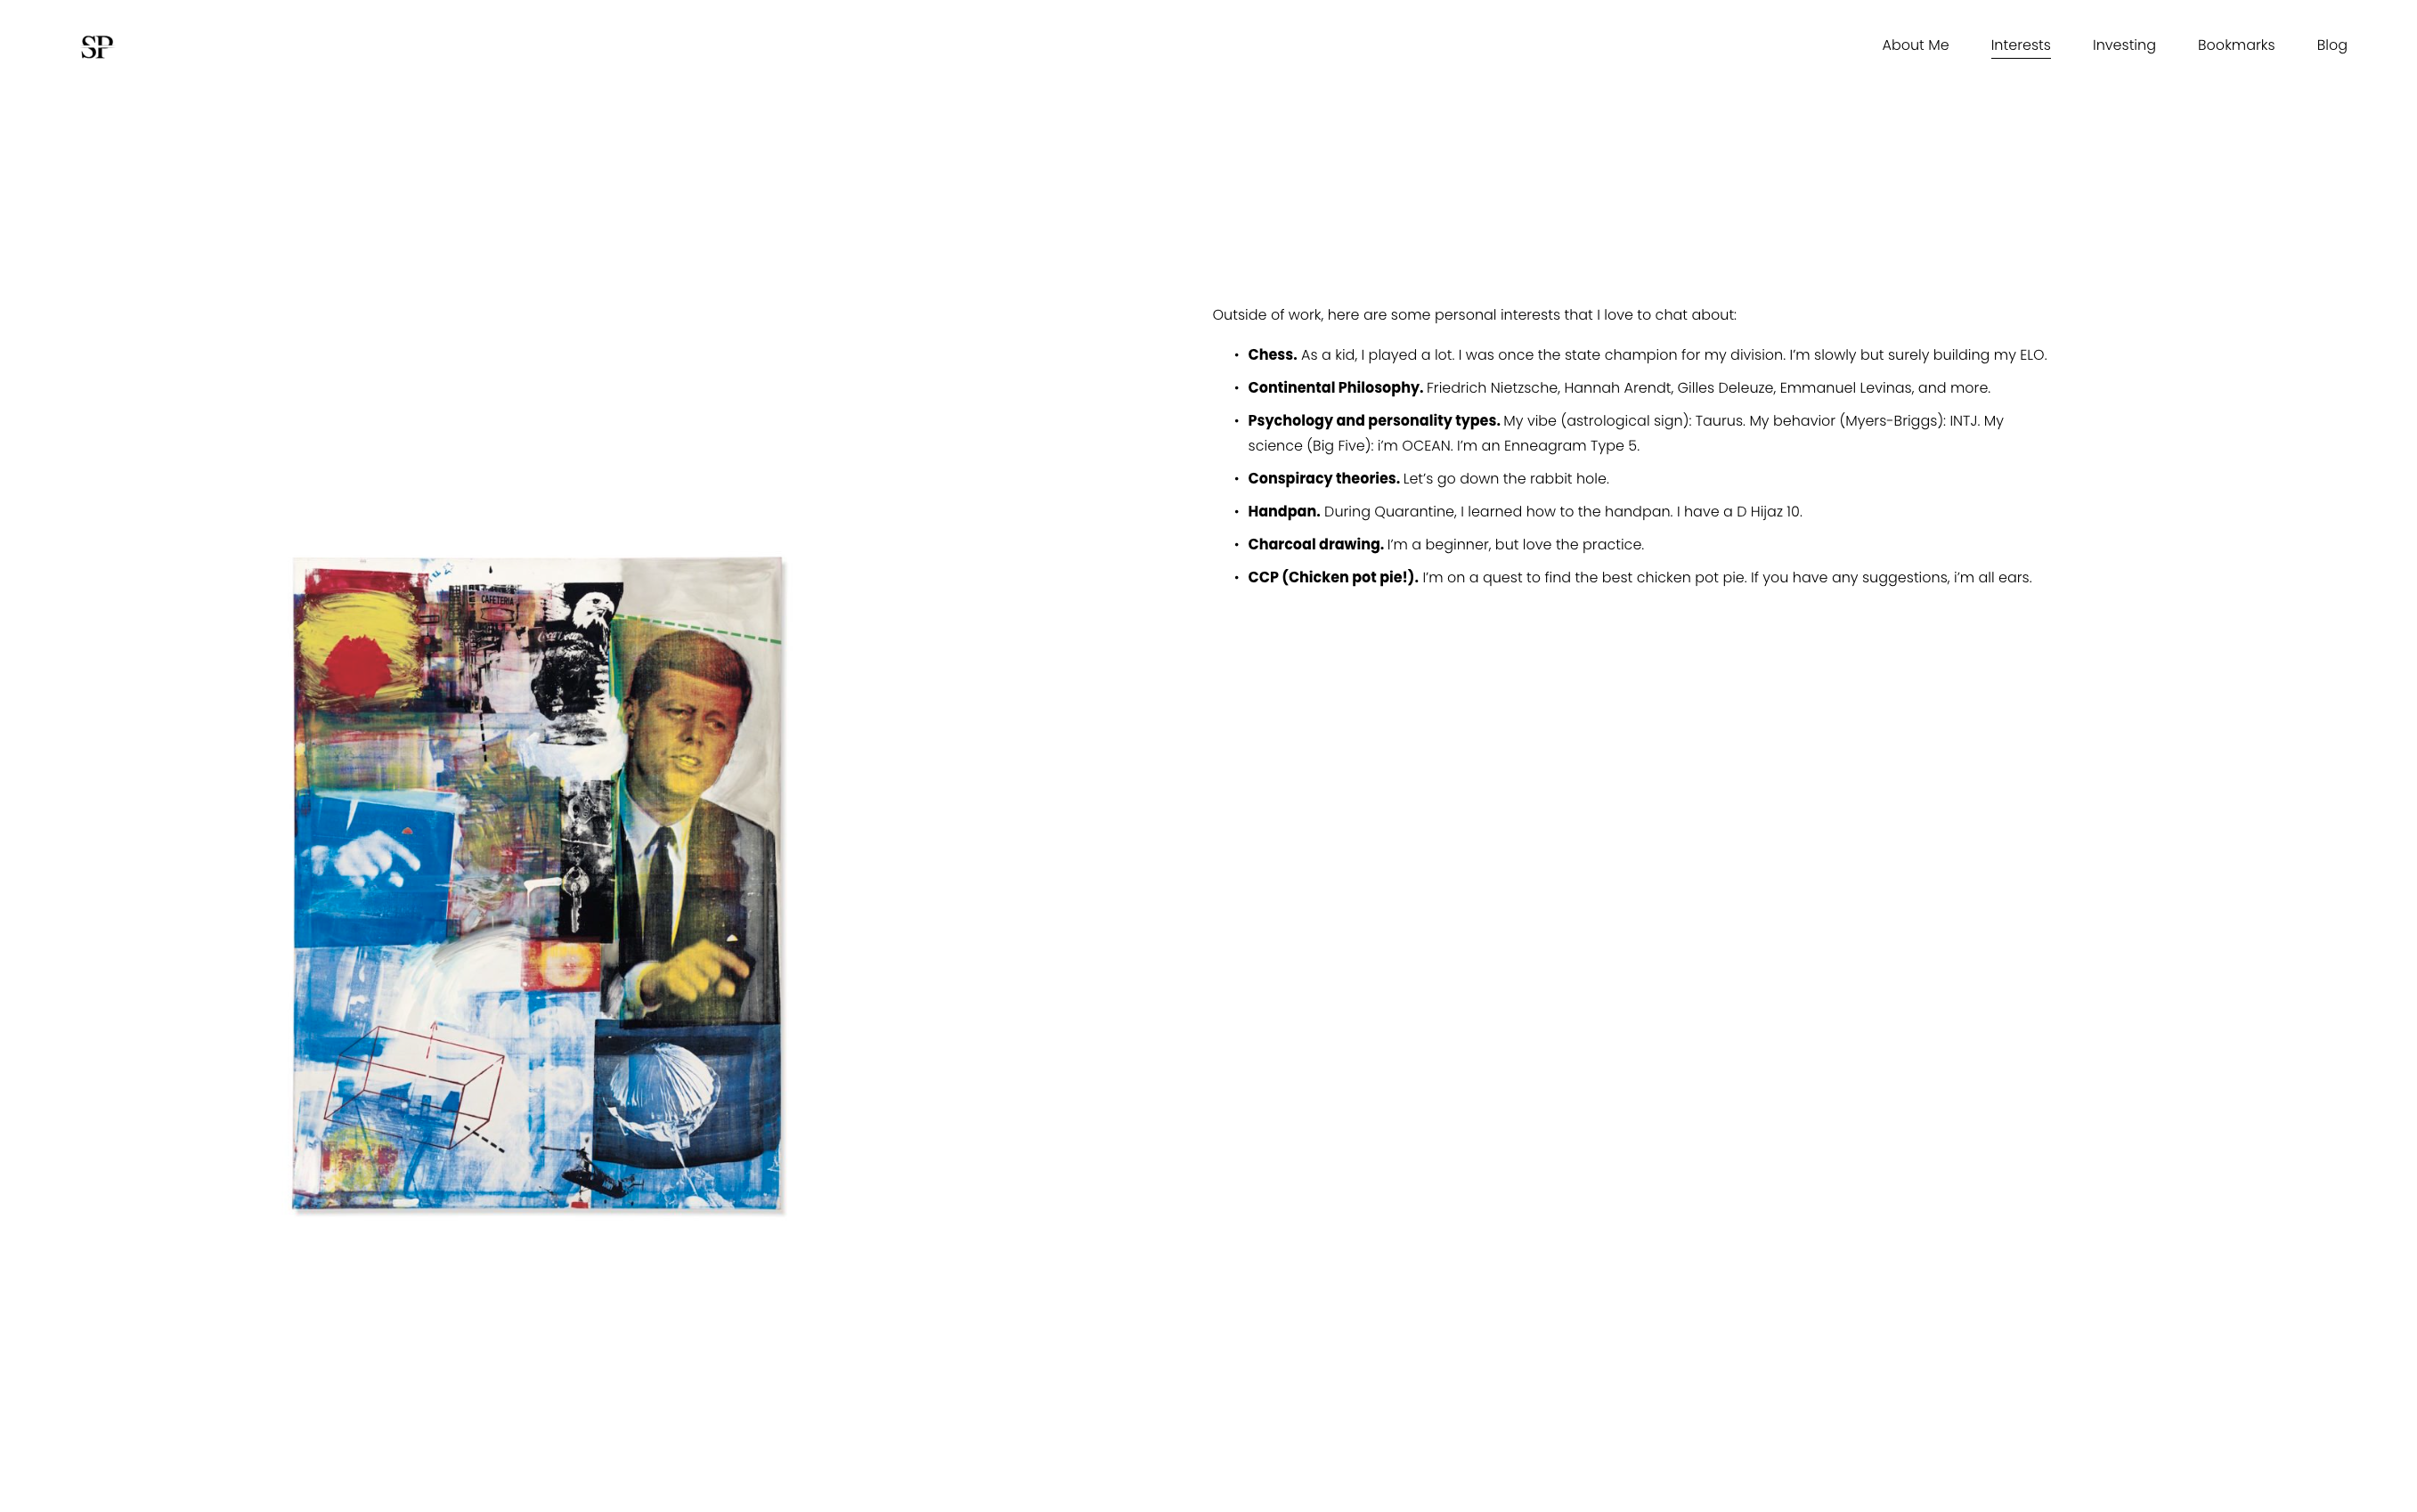 SP
About Me
Interests
Investing
Bookmarks
Blog
Outside of work, here are some personal interests that I love to chat about:
• Chess. As a kid, I played a lot. I was once the state champion for my division. I’m slowly but surely building my ELO.
• Continental Philosophy. Friedrich Nietzsche, Hannah Arendt, Gilles Deleuze, Emmanuel Levinas, and more.
• Psychology and personality types. My vibe (astrological sign): Taurus. My behavior (Myers-Briggs): INTJ. My
science (Big Five): i’m OCEAN. I’m an Enneagram Type 5.
• Conspiracy theories. Let’s go down the rabbit hole.
• Handpan. During Quarantine, I learned how to the handpan. I have a D Hijaz 10.
• Charcoal drawing. I’m a beginner, but love the practice.
• CCP (Chicken pot pie!). I’m on a quest to find the best chicken pot pie. If you have any suggestions, i’m all ears.
CAFETERIA
Coca-Cola